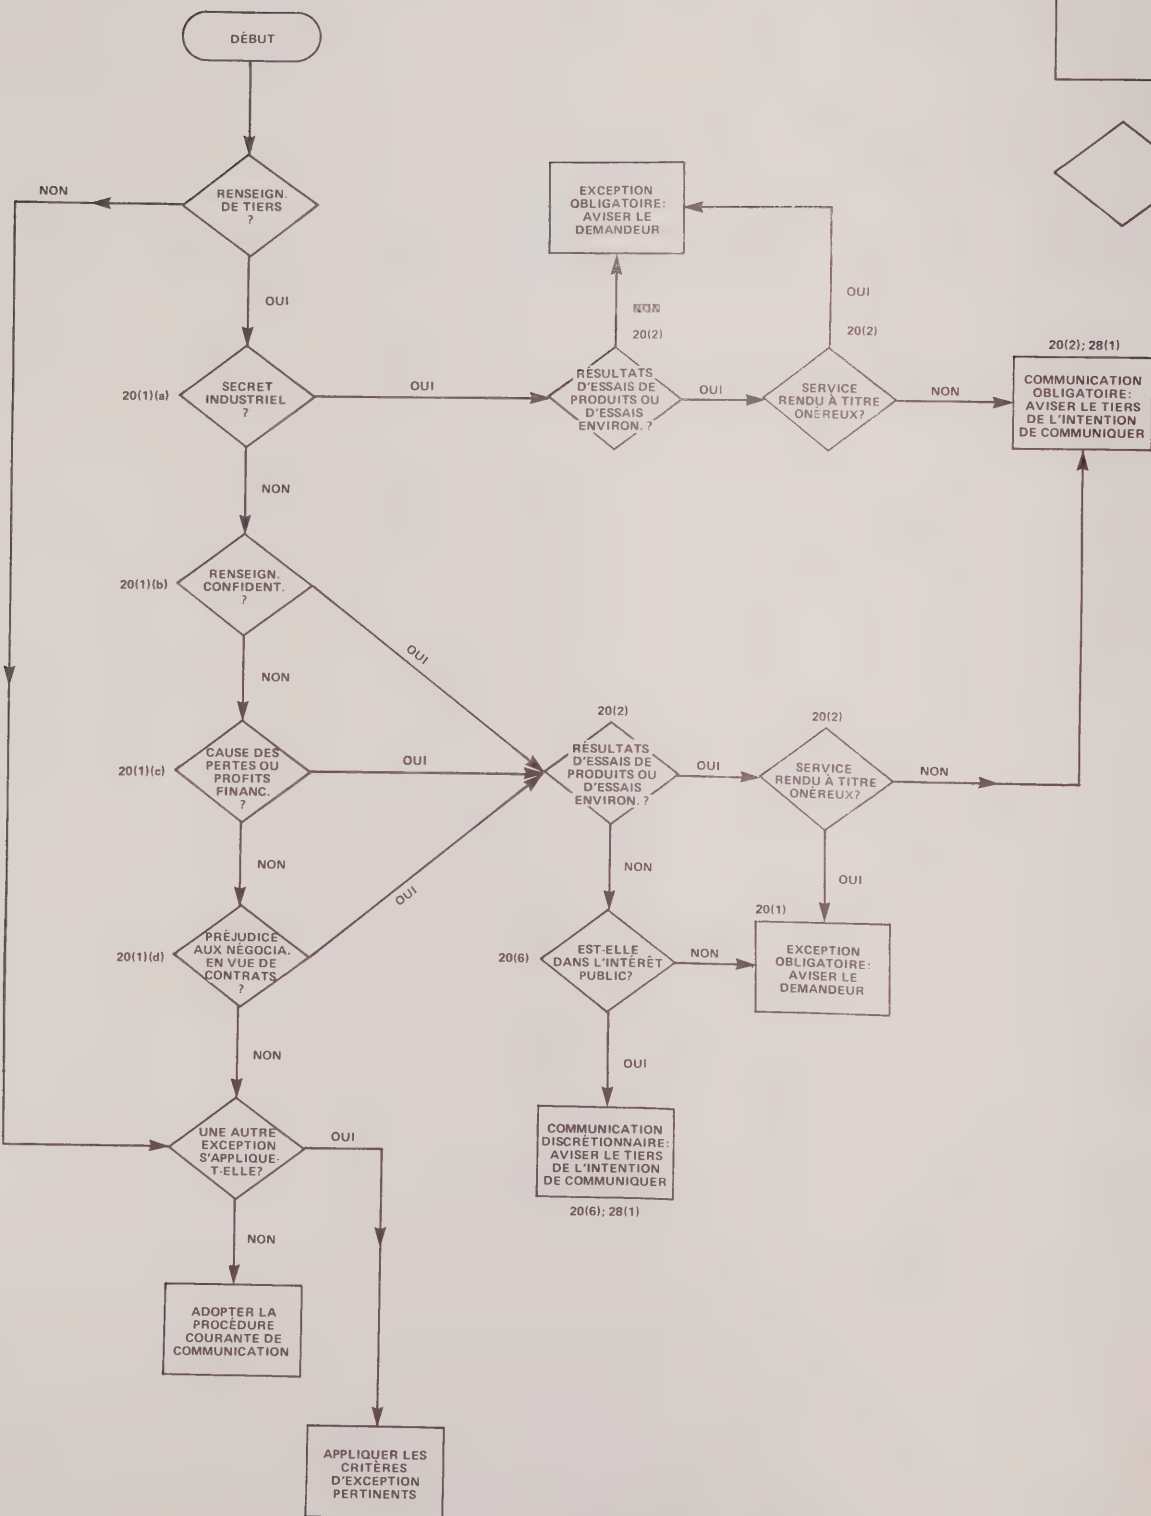 DÉBUT
NON
RENSEIGN.
DE TIERS
?
OUI
EXCEPTION
OBLIGATOIRE:
AVISER LE
DEMANDEUR
NON
20(2)
OUI
20(2)
20(1)(a)
SECRET
INDUSTRIEL
?
OUI
RÉSULTATS
D'ESSAIS DE
PRODUITS OU
D'ESSAIS
ENVIRON. ?
OUI
SERVICE
RENDU À TITRE
ONÉREUX?
NON
20(2); 28(1)
COMMUNICATION
OBLIGATOIRE:
AVISER LE TIERS
DE L'INTENTION
DE COMMUNIQUER
NON
20(1)(b)
RENSEIGN.
CONFIDENT.
?
OUI
NON
20(1)(c)
CAUSE DES
PERTES OU
PROFITS
FINANC.
?
OUI
20(2)
RÉSULTATS
D'ESSAIS DE
PRODUITS OU
D'ESSAIS
ENVIRON. ?
OUI
20(2)
SERVICE
RENDU À TITRE
ONÉREUX?
NON
NON
OUI
NON
OUI
20(1)(d)
PRÉJUDICE
AUX NÉGOCIA.
EN VUE DE
CONTRATS
?
20(6)
EST-ELLE
DANS L'INTÉRÊT
PUBLIC?
NON
20(1)
EXCEPTION
OBLIGATOIRE:
AVISER LE
DEMANDEUR
NON
OUI
UNE AUTRE
EXCEPTION
S'APPLIQUE-
T-ELLE?
OUI
COMMUNICATION
DISCRÉTIONNAIRE:
AVISER LE TIERS
DE L'INTENTION
DE COMMUNIQUER
20(6); 28(1)
NON
ADOPTER LA
PROCÉDURE
COURANTE DE
COMMUNICATION
APPLIQUER LES
CRITÈRES
D'EXCEPTION
PERTINENTS